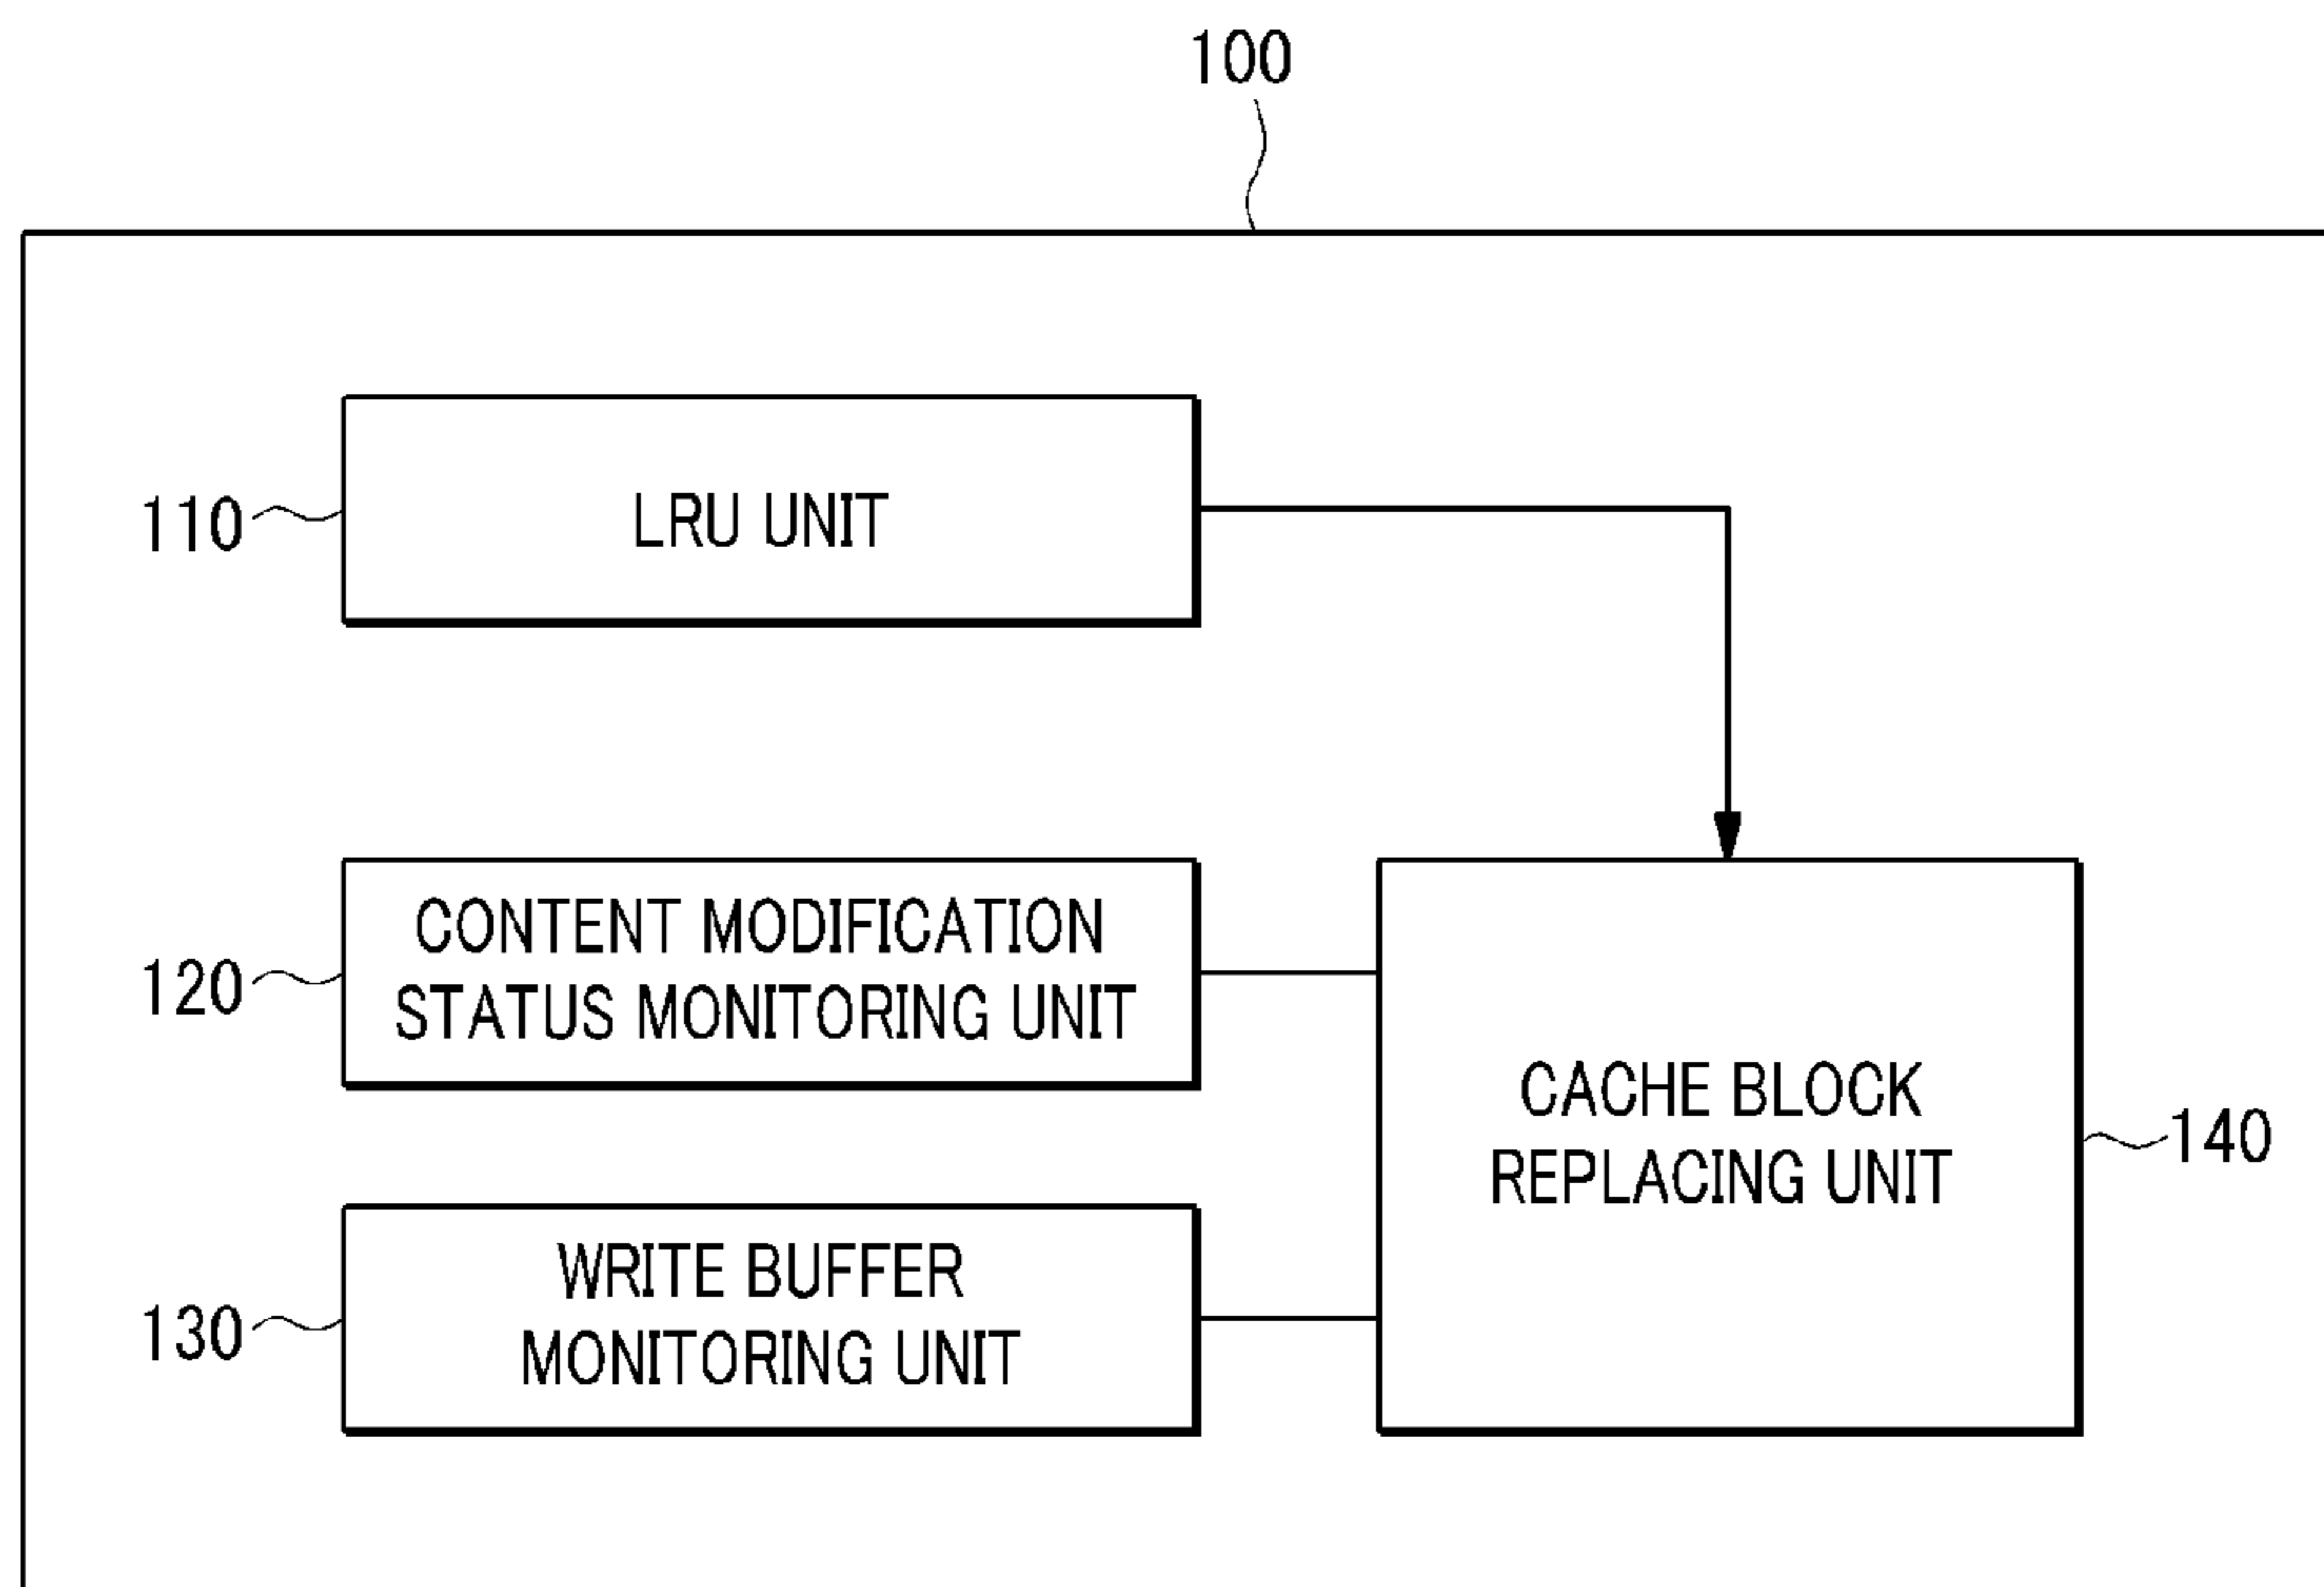 100
110
LRU UNIT
120
CONTENT MODIFICATION
STATUS MONITORING UNIT
CACHE BLOCK
REPLACING UNIT
140
130
WRITE BUFFER
MONITORING UNIT